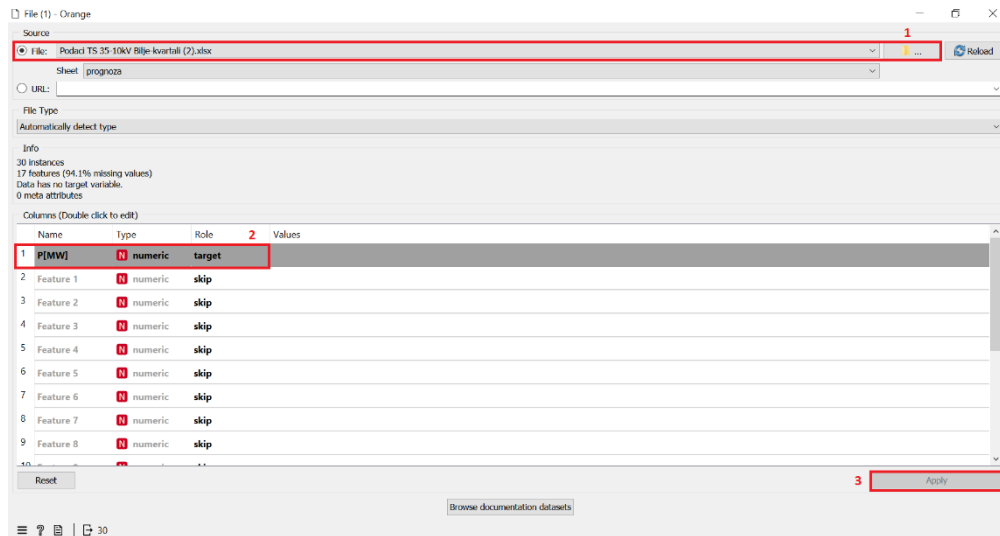 File (1) - Orange
Source
1
File: Podaci TS 35-10kV Bilje-kvartali (2).xlsx ... Reload
Sheet prognoza
URL:
File Type
Automatically detect type
Info
30 instances
17 features (94.1% missing values)
Data has no target variable.
0 meta attributes
Columns (Double click to edit)
Name Type Role 2 Values
1 P[MW] N numeric target
2 Feature 1 N numeric skip
3 Feature 2 N numeric skip
4 Feature 3 N numeric skip
5 Feature 4 N numeric skip
6 Feature 5 N numeric skip
7 Feature 6 N numeric skip
8 Feature 7 N numeric skip
9 Feature 8 N numeric skip
Reset 3 Apply
Browse documentation datasets
? 30